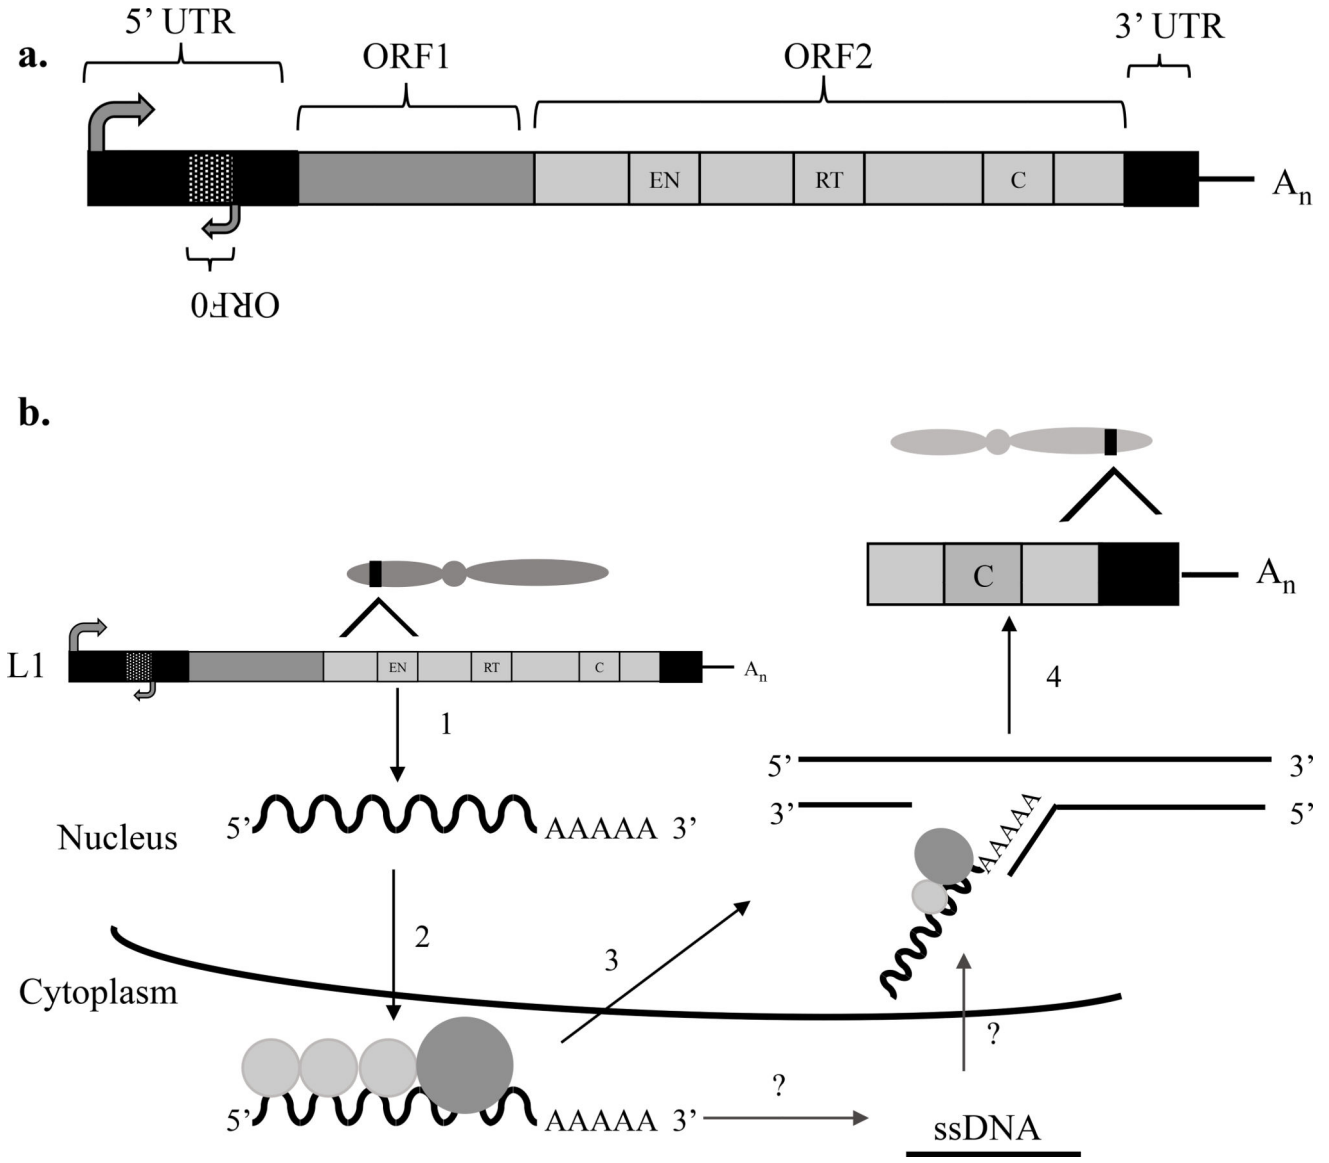 a.
5’ UTR
ORF1
ORF2
3’ UTR
EN
RT
C
An
ORF0
b.
C
An
L1
EN
RT
C
An
1
4
5’
3’
3’
5’
AAAAA
Nucleus
5’
AAAAA 3’
2
3
Cytoplasm
?
5’
AAAAA 3’
?
ssDNA